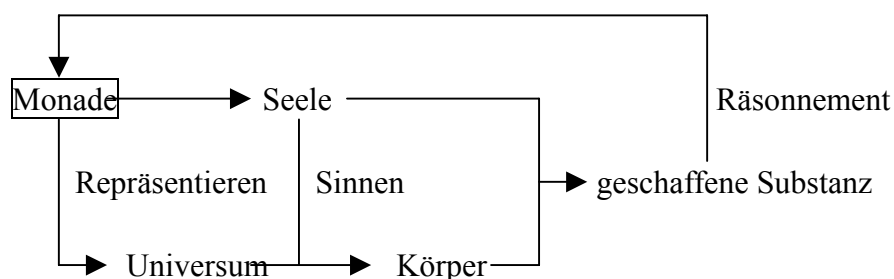 Monade Seele Räsonnement
Repräsentieren Sinnen geschaffene Substanz
Universum Körper